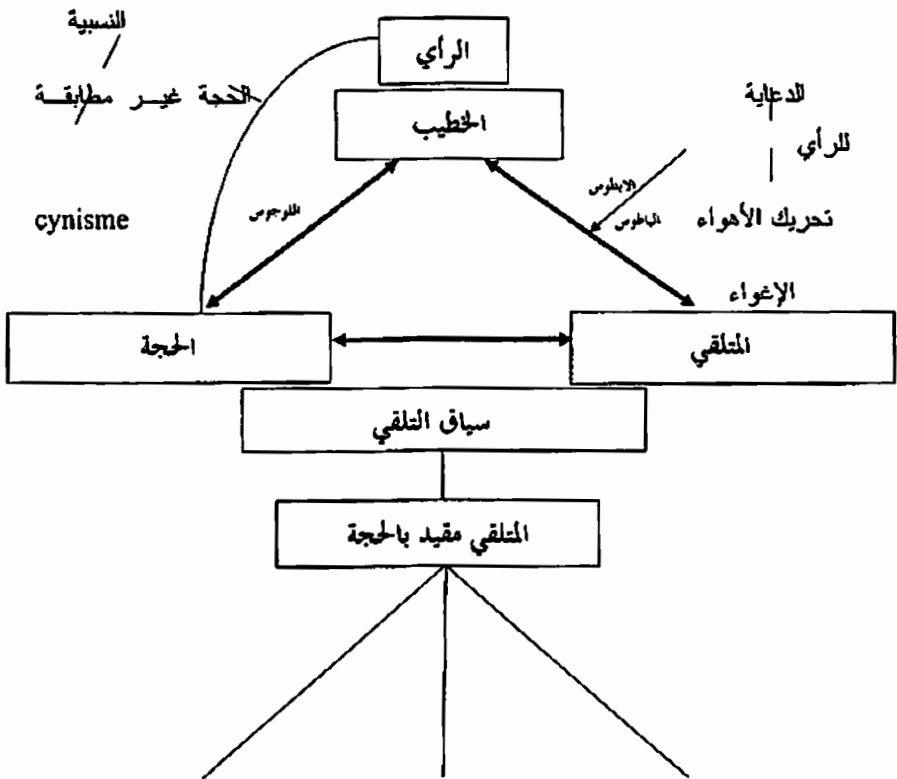 النسبية
الرأي
الحجة غير مطابقة
الدعاية
الخطيب
للرأي
الايطوس
cynisme
اللوجوس
الباطوس
تحريك الأهواء
الإغواء
الحجة
المتلقي
سياق التلقي
المتلقي مقيد بالحجة